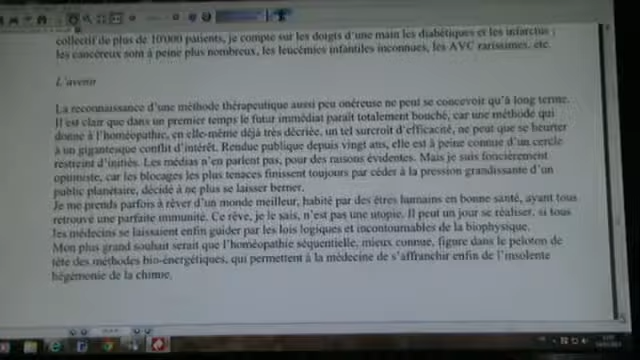 collectif de plus de 10'000 patients, je compte sur les doigts d'une main les diabétiques et les infarctus ;
les cancéreux sont à peine plus nombreux, les leucémies infantiles inconnues, les AVC rarissimes, etc.
L'avenir
La reconnaissance d'une méthode thérapeutique aussi peu onéreuse ne peut se concevoir qu'à long terme.
Il est clair que dans un premier temps le futur immédiat paraît totalement bouché, car une méthode qui
donne à l'homéopathie, en elle-même déjà très décriée, un tel surcroît d'efficacité, ne peut que se heurter
à un gigantesque conflit d'intérêt. Rendue publique depuis vingt ans, elle est à peine connue d'un cercle
restreint d'initiés. Les médias n'en parlent pas, pour des raisons évidentes. Mais je suis foncièrement
optimiste, car les blocages les plus tenaces finissent toujours par céder à la pression grandissante d'un
public planétaire, décidé à ne plus se laisser berner.
Je me prends parfois à rêver d'un monde meilleur, habité par des êtres humains en bonne santé, ayant tous
retrouvé une parfaite immunité. Ce rêve, je le sais, n'est pas une utopie. Il peut un jour se réaliser, si tous
les médecins se laissaient enfin guider par les lois logiques et incontournables de la biophysique.
Mon plus grand souhait serait que l'homéopathie séquentielle, mieux connue, figure dans le peloton de
tête des méthodes bio-énergétiques, qui permettent à la médecine de s'affranchir enfin de l'insolente
hégémonie de la chimie.